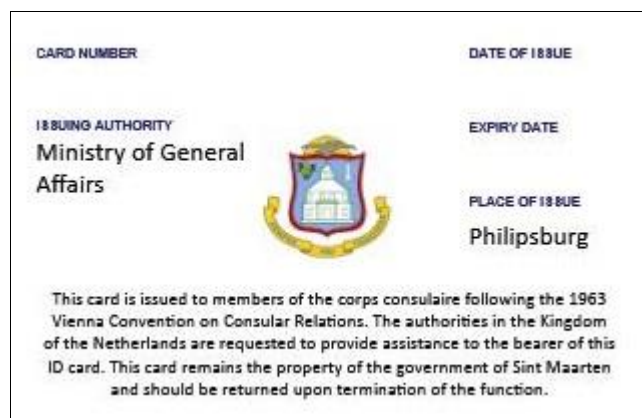 CARD NUMBER
DATE OF ISSUE
ISSUING AUTHORITY
Ministry of General
Affairs
EXPIRY DATE
PLACE OF ISSUE
Philipsburg
This card is issued to members of the corps consulaire following the 1963
Vienna Convention on Consular Relations. The authorities in the Kingdom
of the Netherlands are requested to provide assistance to the bearer of this
ID card. This card remains the property of the government of Sint Maarten
and should be returned upon termination of the function.